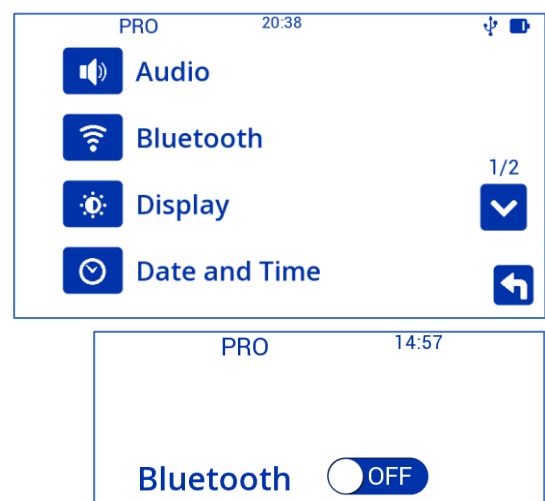 PRO 20:38
Audio
Bluetooth
1/2
Display
Date and Time
PRO 14:57
Bluetooth OFF